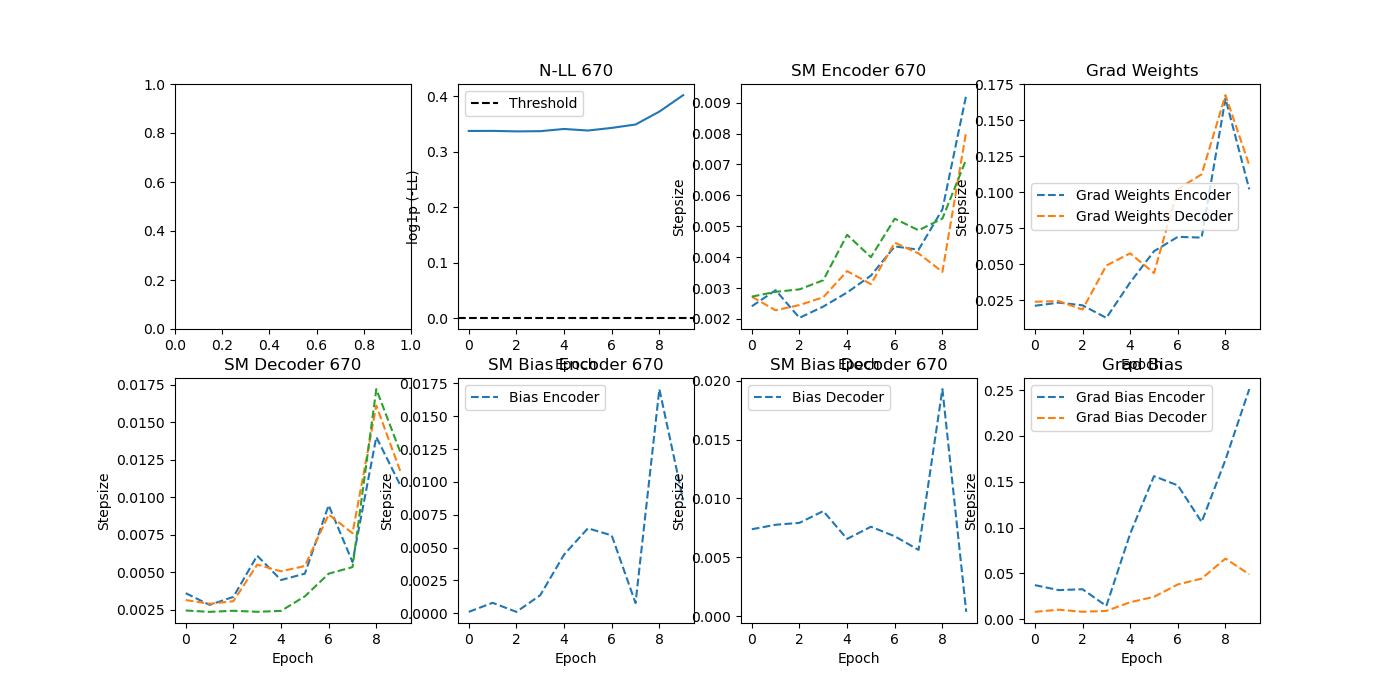 N-LL 670
SM Encoder 670
Grad Weights
1.0
0.8
0.6
0.4
0.2
0.0
0.0 0.2 0.4 0.6 0.8 1.0
log1p (-LL)
0.4
0.3
0.2
0.1
0.0
Threshold
0 2 4 6 8
Epoch
Stepsize
0.009
0.008
0.007
0.006
0.005
0.004
0.003
0.002
0 2 4 6 8
Epoch
Stepsize
0.175
0.150
0.125
0.100
0.075
0.050
0.025
Grad Weights Encoder
Grad Weights Decoder
0 2 4 6 8
Epoch
SM Decoder 670
SM Bias Encoder 670
SM Bias Decoder 670
Grad Bias
Stepsize
0.0175
0.0150
0.0125
0.0100
0.0075
0.0050
0.0025
0 2 4 6 8
Epoch
Stepsize
0.0175
0.0150
0.0125
0.0100
0.0075
0.0050
0.0025
0.0000
Bias Encoder
0 2 4 6 8
Epoch
Stepsize
0.020
0.015
0.010
0.005
0.000
Bias Decoder
0 2 4 6 8
Epoch
Stepsize
0.25
0.20
0.15
0.10
0.05
0.00
Grad Bias Encoder
Grad Bias Decoder
0 2 4 6 8
Epoch